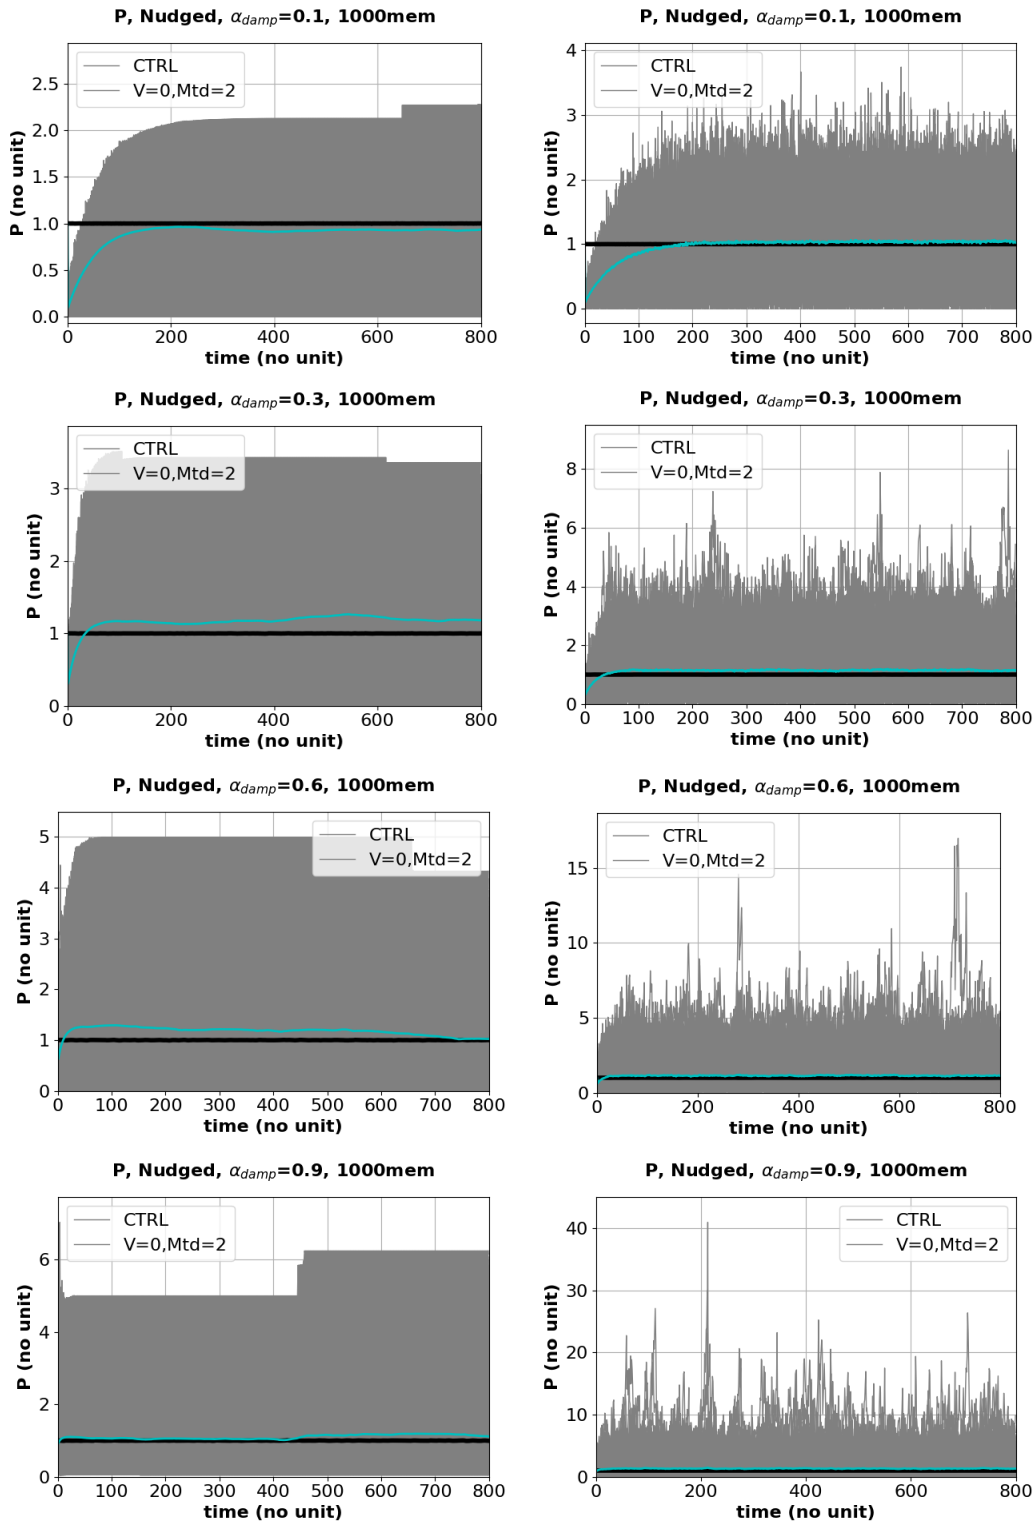 P, Nudged, α_damp=0.1, 1000mem
P (no unit)
2.5
2.0
1.5
1.0
0.5
0.0
CTRL
V=0,Mtd=2
0 200 400 600 800
time (no unit)
P, Nudged, α_damp=0.1, 1000mem
P (no unit)
4
3
2
1
0
CTRL
V=0,Mtd=2
0 100 200 300 400 500 600 700 800
time (no unit)
P, Nudged, α_damp=0.3, 1000mem
P (no unit)
3
2
1
0
CTRL
V=0,Mtd=2
0 200 400 600 800
time (no unit)
P, Nudged, α_damp=0.3, 1000mem
P (no unit)
8
6
4
2
0
CTRL
V=0,Mtd=2
0 100 200 300 400 500 600 700 800
time (no unit)
P, Nudged, α_damp=0.6, 1000mem
P (no unit)
5
4
3
2
1
0
CTRL
V=0,Mtd=2
0 100 200 300 400 500 600 700 800
time (no unit)
P, Nudged, α_damp=0.6, 1000mem
P (no unit)
15
10
5
0
CTRL
V=0,Mtd=2
0 200 400 600 800
time (no unit)
P, Nudged, α_damp=0.9, 1000mem
P (no unit)
6
4
2
0
CTRL
V=0,Mtd=2
0 100 200 300 400 500 600 700 800
time (no unit)
P, Nudged, α_damp=0.9, 1000mem
P (no unit)
40
30
20
10
0
CTRL
V=0,Mtd=2
0 200 400 600 800
time (no unit)